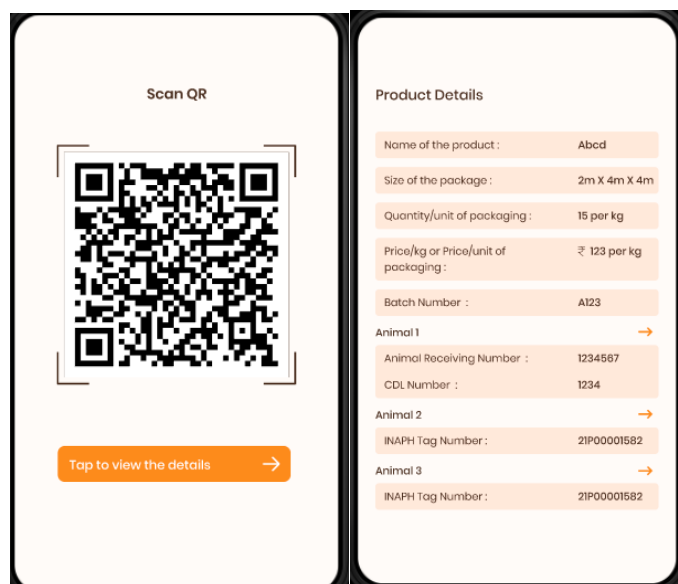 Scan QR
Tap to view the details
Product Details
Name of the product : Abcd
Size of the package : 2m X 4m X 4m
Quantity/unit of packaging : 15 per kg
Price/kg or Price/unit of ₹ 123 per kg
packaging :
Batch Number : A123
Animal 1
Animal Receiving Number : 1234567
CDL Number : 1234
Animal 2
INAPH Tag Number : 21P00001582
Animal 3
INAPH Tag Number : 21P00001582